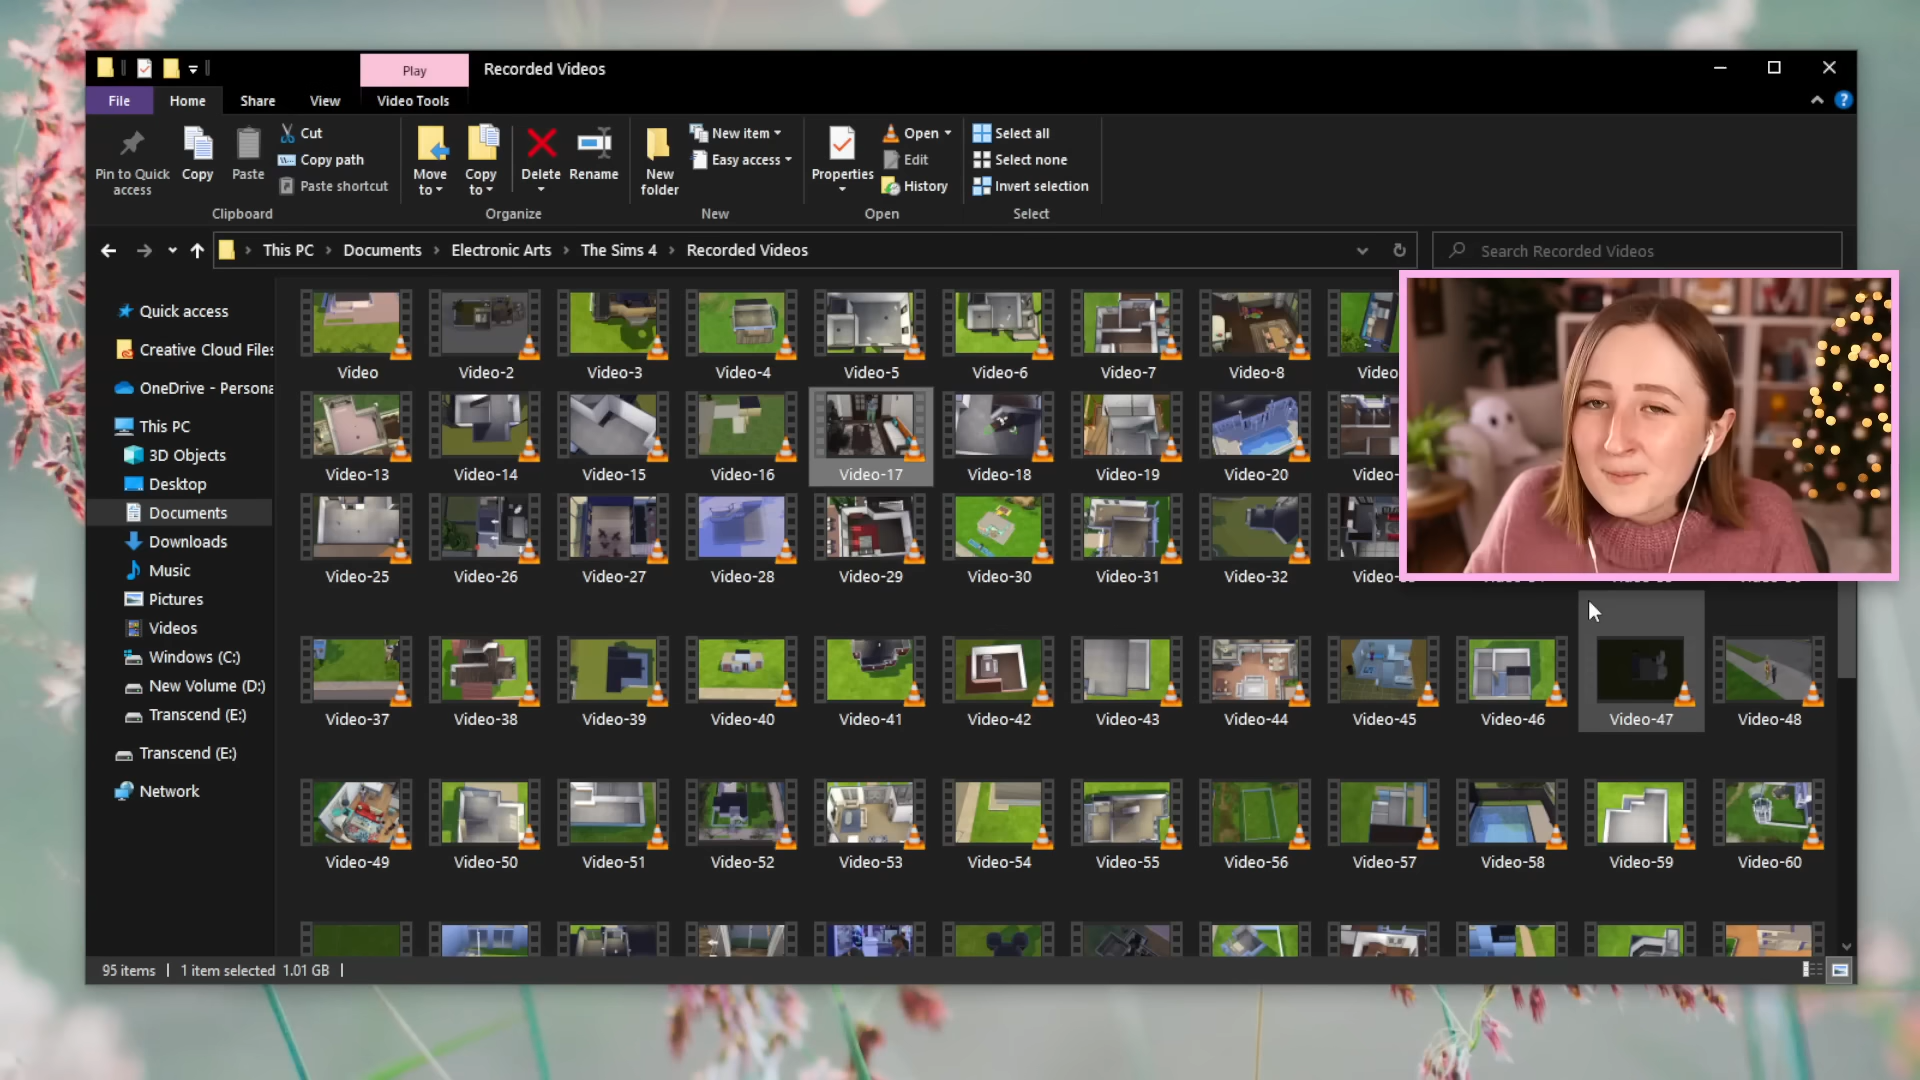 Play
Recorded Videos
File
Home
Share
View
Video Tools
Pin to Quick access
Copy
Paste
Cut
Copy path
Paste shortcut
Clipboard
Move to
Copy to
Delete
Rename
Organize
New folder
New item
Easy access
New
Properties
Open
Edit
History
Open
Select all
Select none
Invert selection
Select
This PC > Documents > Electronic Arts > The Sims 4 > Recorded Videos
Search Recorded Videos
Quick access
Creative Cloud Files
OneDrive - Persona
This PC
3D Objects
Desktop
Documents
Downloads
Music
Pictures
Videos
Windows (C:)
New Volume (D:)
Transcend (E:)
Transcend (E:)
Network
Video Video-2 Video-3 Video-4 Video-5 Video-6 Video-7 Video-8 Video
Video-13 Video-14 Video-15 Video-16 Video-17 Video-18 Video-19 Video-20 Video-
Video-25 Video-26 Video-27 Video-28 Video-29 Video-30 Video-31 Video-32 Video-
Video-37 Video-38 Video-39 Video-40 Video-41 Video-42 Video-43 Video-44 Video-45 Video-46 Video-47 Video-48
Video-49 Video-50 Video-51 Video-52 Video-53 Video-54 Video-55 Video-56 Video-57 Video-58 Video-59 Video-60
95 items
1 item selected 1.01 GB